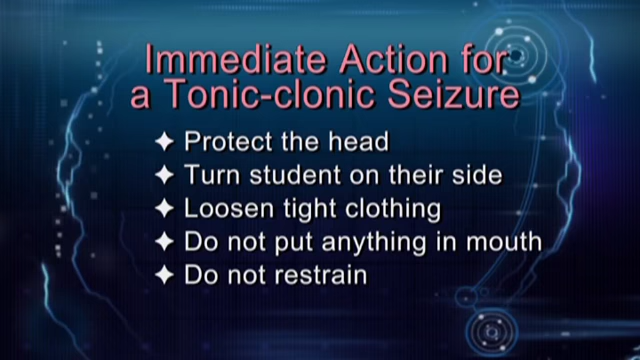 Immediate Action for
a Tonic-clonic Seizure
✦ Protect the head
✦ Turn student on their side
✦ Loosen tight clothing
✦ Do not put anything in mouth
✦ Do not restrain